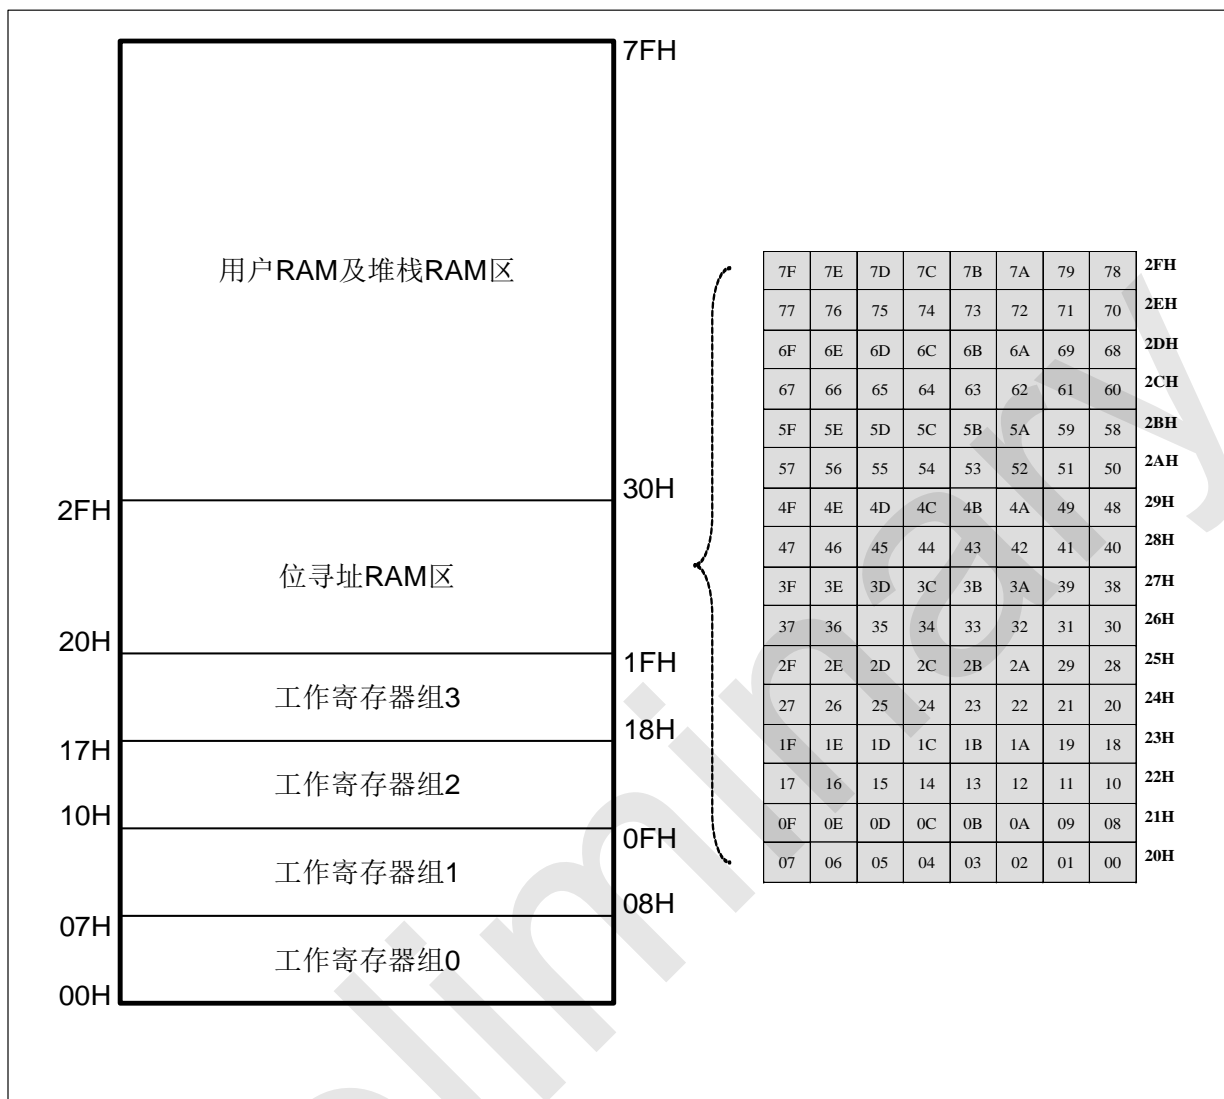 7FH
用户RAM及堆栈RAM区
30H
2FH
位寻址RAM区
20H
1FH
工作寄存器组3
18H
17H
工作寄存器组2
10H
0FH
工作寄存器组1
08H
07H
工作寄存器组0
00H
7F 7E 7D 7C 7B 7A 79 78 2FH
77 76 75 74 73 72 71 70 2EH
6F 6E 6D 6C 6B 6A 69 68 2DH
67 66 65 64 63 62 61 60 2CH
5F 5E 5D 5C 5B 5A 59 58 2BH
57 56 55 54 53 52 51 50 2AH
4F 4E 4D 4C 4B 4A 49 48 29H
47 46 45 44 43 42 41 40 28H
3F 3E 3D 3C 3B 3A 39 38 27H
37 36 35 34 33 32 31 30 26H
2F 2E 2D 2C 2B 2A 29 28 25H
27 26 25 24 23 22 21 20 24H
1F 1E 1D 1C 1B 1A 19 18 23H
17 16 15 14 13 12 11 10 22H
0F 0E 0D 0C 0B 0A 09 08 21H
07 06 05 04 03 02 01 00 20H
eliminary